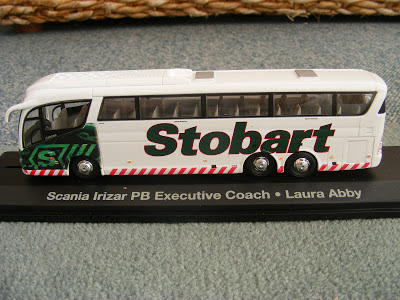 Stobart
S
Scania Irizar PB Executive Coach • Laura Abby